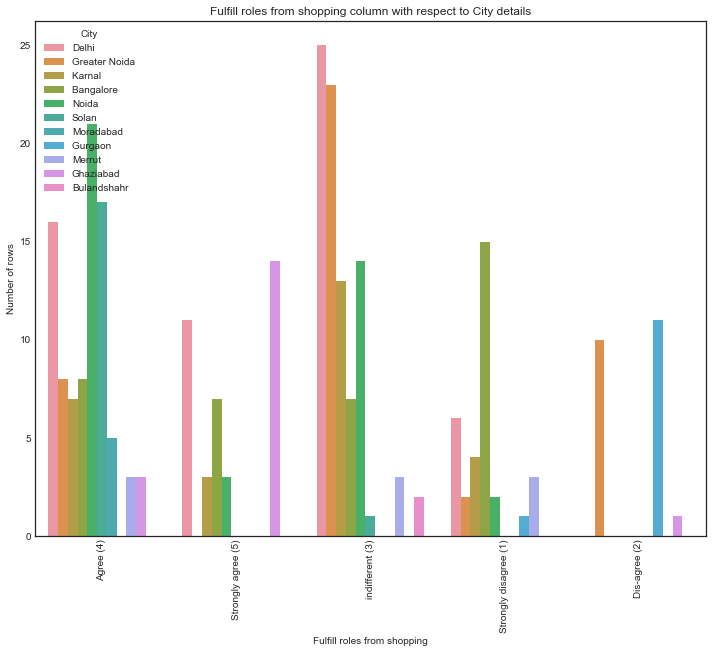 Fulfill roles from shopping column with respect to City details
City
Delhi
Greater Noida
Karnal
Bangalore
Noida
Solan
Moradabad
Gurgaon
Merrut
Ghaziabad
Bulandshahr
Number of rows
25
20
15
10
5
0
Agree (4)
Strongly agree (5)
indifferent (3)
Strongly disagree (1)
Dis-agree (2)
Fulfill roles from shopping